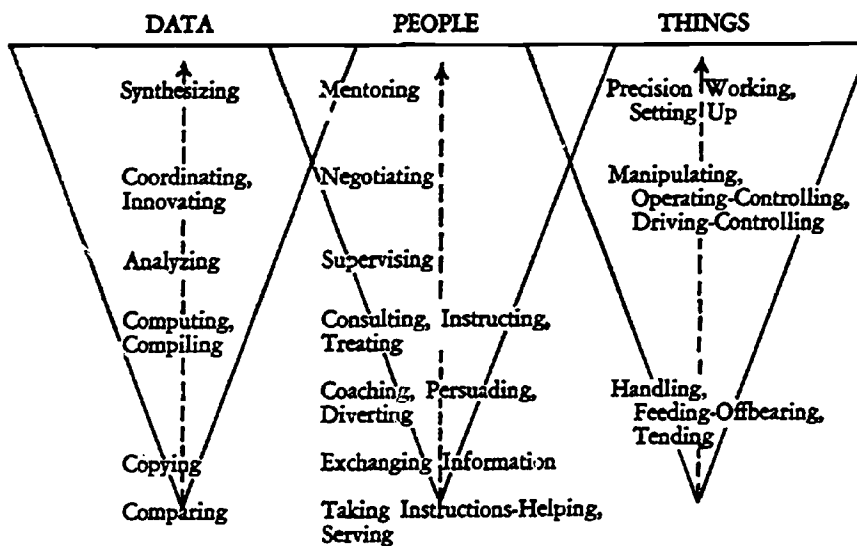 DATA
PEOPLE
THINGS
Synthesizing
Mentoring
Precision Working,
Setting Up
Coordinating,
Innovating
Negotiating
Manipulating,
Operating-Controlling,
Driving-Controlling
Analyzing
Supervising
Computing,
Compiling
Consulting, Instructing,
Treating
Coaching, Persuading,
Diverting
Handling,
Feeding-Offbearing,
Tending
Copying
Exchanging Information
Comparing
Taking Instructions-Helping,
Serving